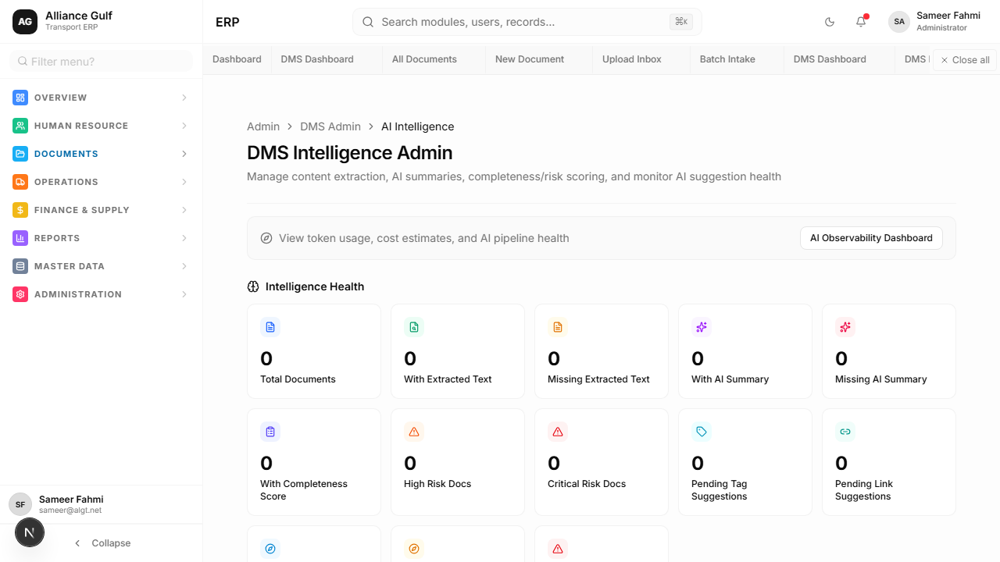 AG
Alliance Gulf
Transport ERP
ERP
Search modules, users, records...
⌘K
SA
Sameer Fahmi
Administrator
Filter menu?
Dashboard
DMS Dashboard
All Documents
New Document
Upload Inbox
Batch Intake
DMS Dashboard
DMS
Close all
OVERVIEW
HUMAN RESOURCE
DOCUMENTS
OPERATIONS
FINANCE & SUPPLY
REPORTS
MASTER DATA
ADMINISTRATION
Admin > DMS Admin > AI Intelligence
DMS Intelligence Admin
Manage content extraction, AI summaries, completeness/risk scoring, and monitor AI suggestion health
View token usage, cost estimates, and AI pipeline health
AI Observability Dashboard
Intelligence Health
0
Total Documents
0
With Extracted Text
0
Missing Extracted Text
0
With AI Summary
0
Missing AI Summary
0
With Completeness
Score
0
High Risk Docs
0
Critical Risk Docs
0
Pending Tag
Suggestions
0
Pending Link
Suggestions
SF
Sameer Fahmi
sameer@algt.net
N
Collapse